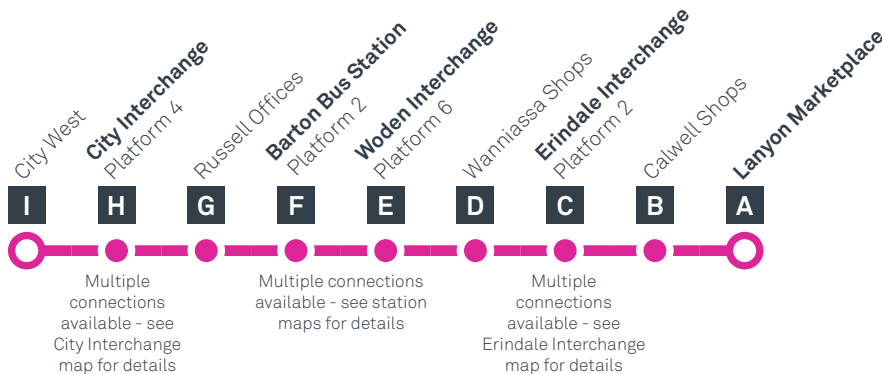 City West
City Interchange
Platform 4
Russell Offices
Barton Bus Station
Platform 2
Woden Interchange
Platform 6
Wanniassa Shops
Erindale Interchange
Platform 2
Calwell Shops
Lanyon Marketplace
I H G F E D C B A
Multiple
connections
available - see
City Interchange
map for details
Multiple connections
available - see station
maps for details
Multiple
connections
available - see
Erindale Interchange
map for details